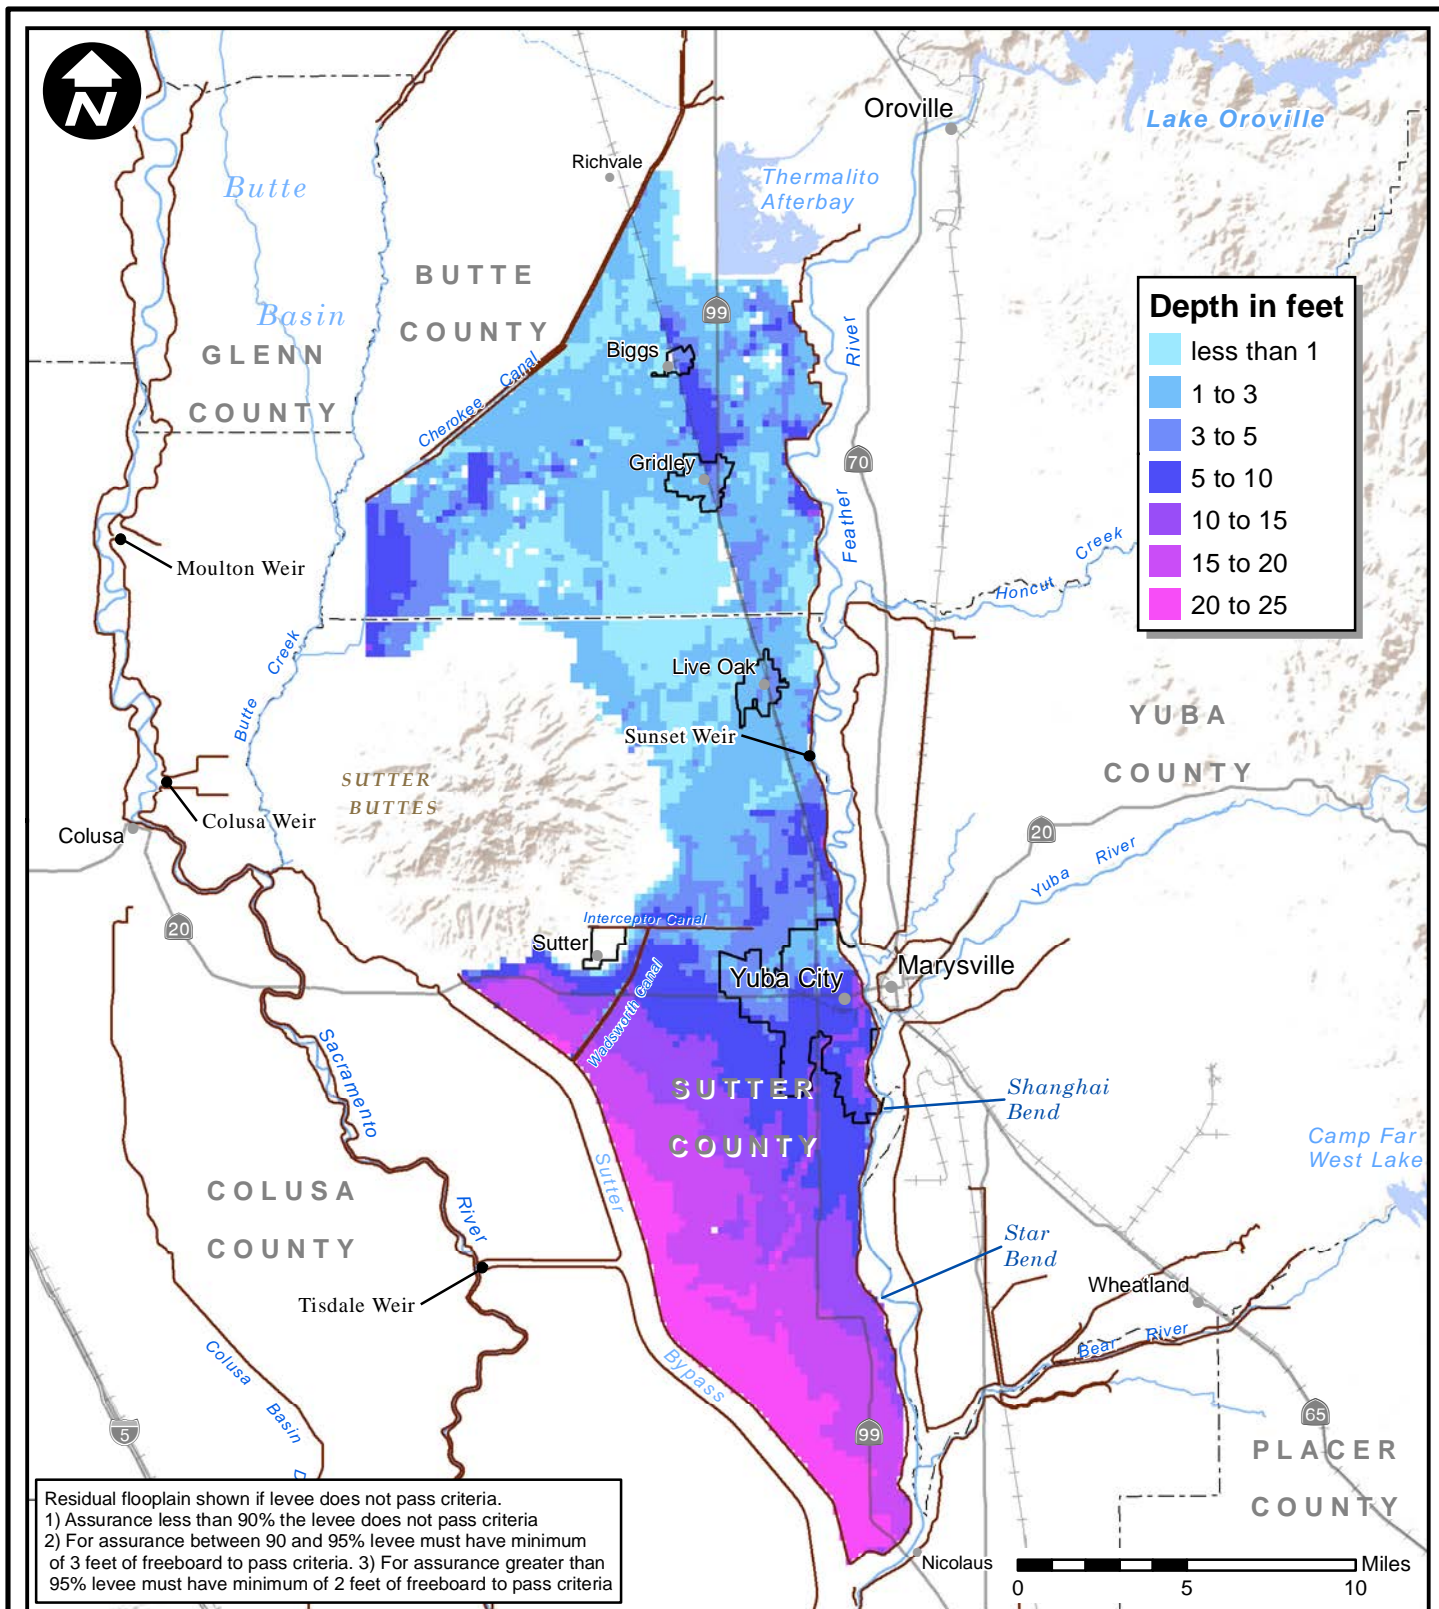 N
Oroville
Lake Oroville
Richvale
Thermalito
Afterbay
Butte
Basin
BUTTE
COUNTY
GLENN
COUNTY
Depth in feet
less than 1
1 to 3
3 to 5
5 to 10
10 to 15
15 to 20
20 to 25
99
Biggs
River
Cherokee Canal
Gridley
70
Feather
Moulton Weir
Honcut Creek
Butte Creek
Live Oak
YUBA
COUNTY
Sunset Weir
SUTTER
BUTTES
Colusa Weir
Colusa
20
Yuba River
20
Interceptor Canal
Sutter
Wadsworth Canal
Yuba City
Marysville
Sacramento
River
SUTTER
COUNTY
Shanghai
Bend
Camp Far
West Lake
Sutter
Bypass
COLUSA
COUNTY
Star
Bend
Wheatland
Tisdale Weir
Bear River
Colusa Basin D
5
99
65
PLACER
COUNTY
Nicolaus
Residual flooplain shown if levee does not pass criteria.
1) Assurance less than 90% the levee does not pass criteria
2) For assurance between 90 and 95% levee must have minimum
of 3 feet of freeboard to pass criteria. 3) For assurance greater than
95% levee must have minimum of 2 feet of freeboard to pass criteria
Miles
0 5 10